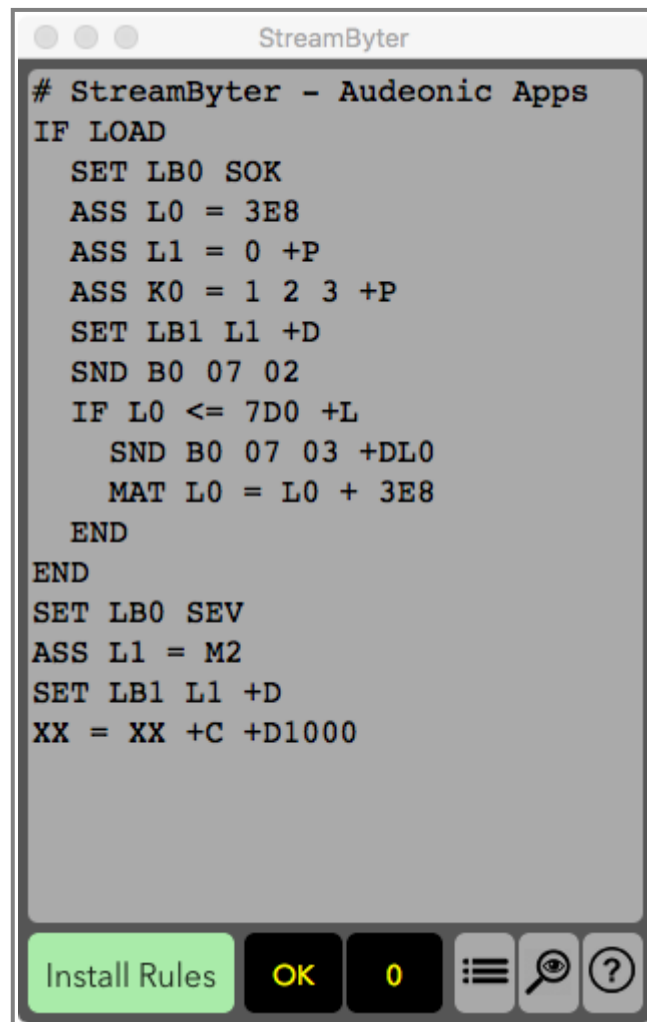 StreamByter
# StreamByter - Audeonic Apps
IF LOAD
  SET LB0 SOK
  ASS L0 = 3E8
  ASS L1 = 0 +P
  ASS K0 = 1 2 3 +P
  SET LB1 L1 +D
  SND B0 07 02
  IF L0 <= 7D0 +L
    SND B0 07 03 +DL0
    MAT L0 = L0 + 3E8
  END
END
SET LB0 SEV
ASS L1 = M2
SET LB1 L1 +D
XX = XX +C +D1000
Install Rules OK 0 ?